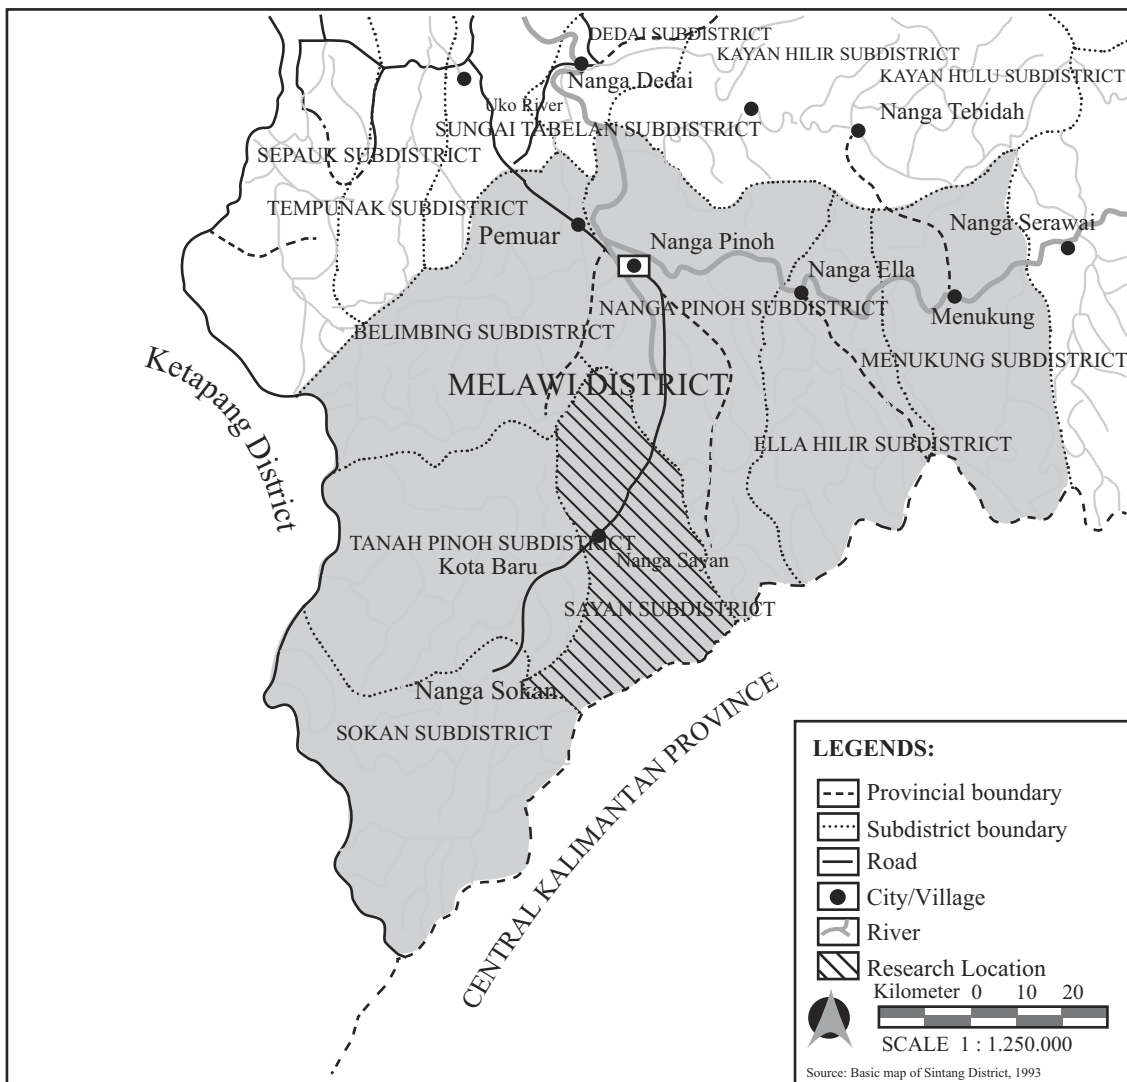 DEDAI SUBDISTRICT
KAYAN HILIR SUBDISTRICT
KAYAN HULU SUBDISTRICT
Nanga Dedai
Uko River
Nanga Tebidah
SUNGAI TABELAN SUBDISTRICT
SEPAUK SUBDISTRICT
TEMPUNAK SUBDISTRICT
Nanga Serawai
Pemuar
Nanga Pinoh
Nanga Ella
NANGA PINOH SUBDISTRICT
Menukung
BELIMBING SUBDISTRICT
MENUKUNG SUBDISTRICT
Ketapang District
MELAWI DISTRICT
ELLA HILIR SUBDISTRICT
TANAH PINOH SUBDISTRICT
Kota Baru
Nanga Sayan
SAYAN SUBDISTRICT
Nanga Sokan.
SOKAN SUBDISTRICT
CENTRAL KALIMANTAN PROVINCE
LEGENDS:
Provincial boundary
Subdistrict boundary
Road
City/Village
River
Research Location
Kilometer 0 10 20
SCALE 1 : 1.250.000
Source: Basic map of Sintang District, 1993